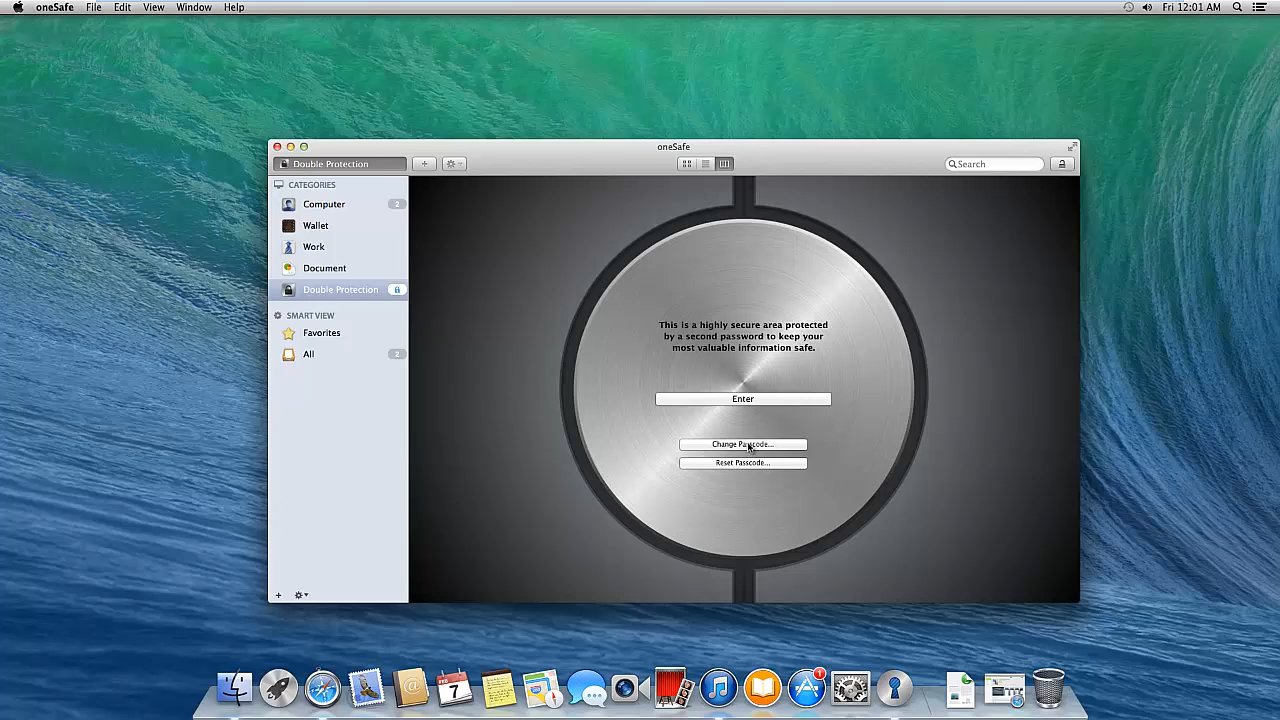 oneSafe File Edit View Window Help
Fri 12:01 AM
oneSafe
Double Protection
Search
CATEGORIES
Computer 2
Wallet
Work
Document
Double Protection
SMART VIEW
Favorites
All 2
This is a highly secure area protected
by a second password to keep your
most valuable information safe.
Enter
Change Passcode...
Reset Passcode...
7
1